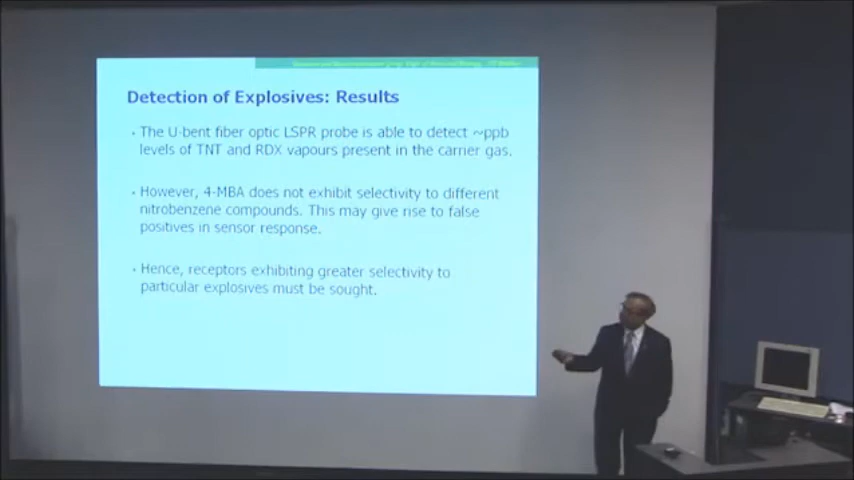 Detection of Explosives: Results
• The U-bent fiber optic LSPR probe is able to detect ~ppb
levels of TNT and RDX vapours present in the carrier gas.
• However, 4-MBA does not exhibit selectivity to different
nitrobenzene compounds. This may give rise to false
positives in sensor response.
• Hence, receptors exhibiting greater selectivity to
particular explosives must be sought.